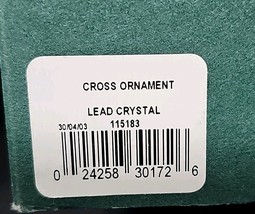 CROSS ORNAMENT
LEAD CRYSTAL
30/04/03 115183
0 24258 30172 6